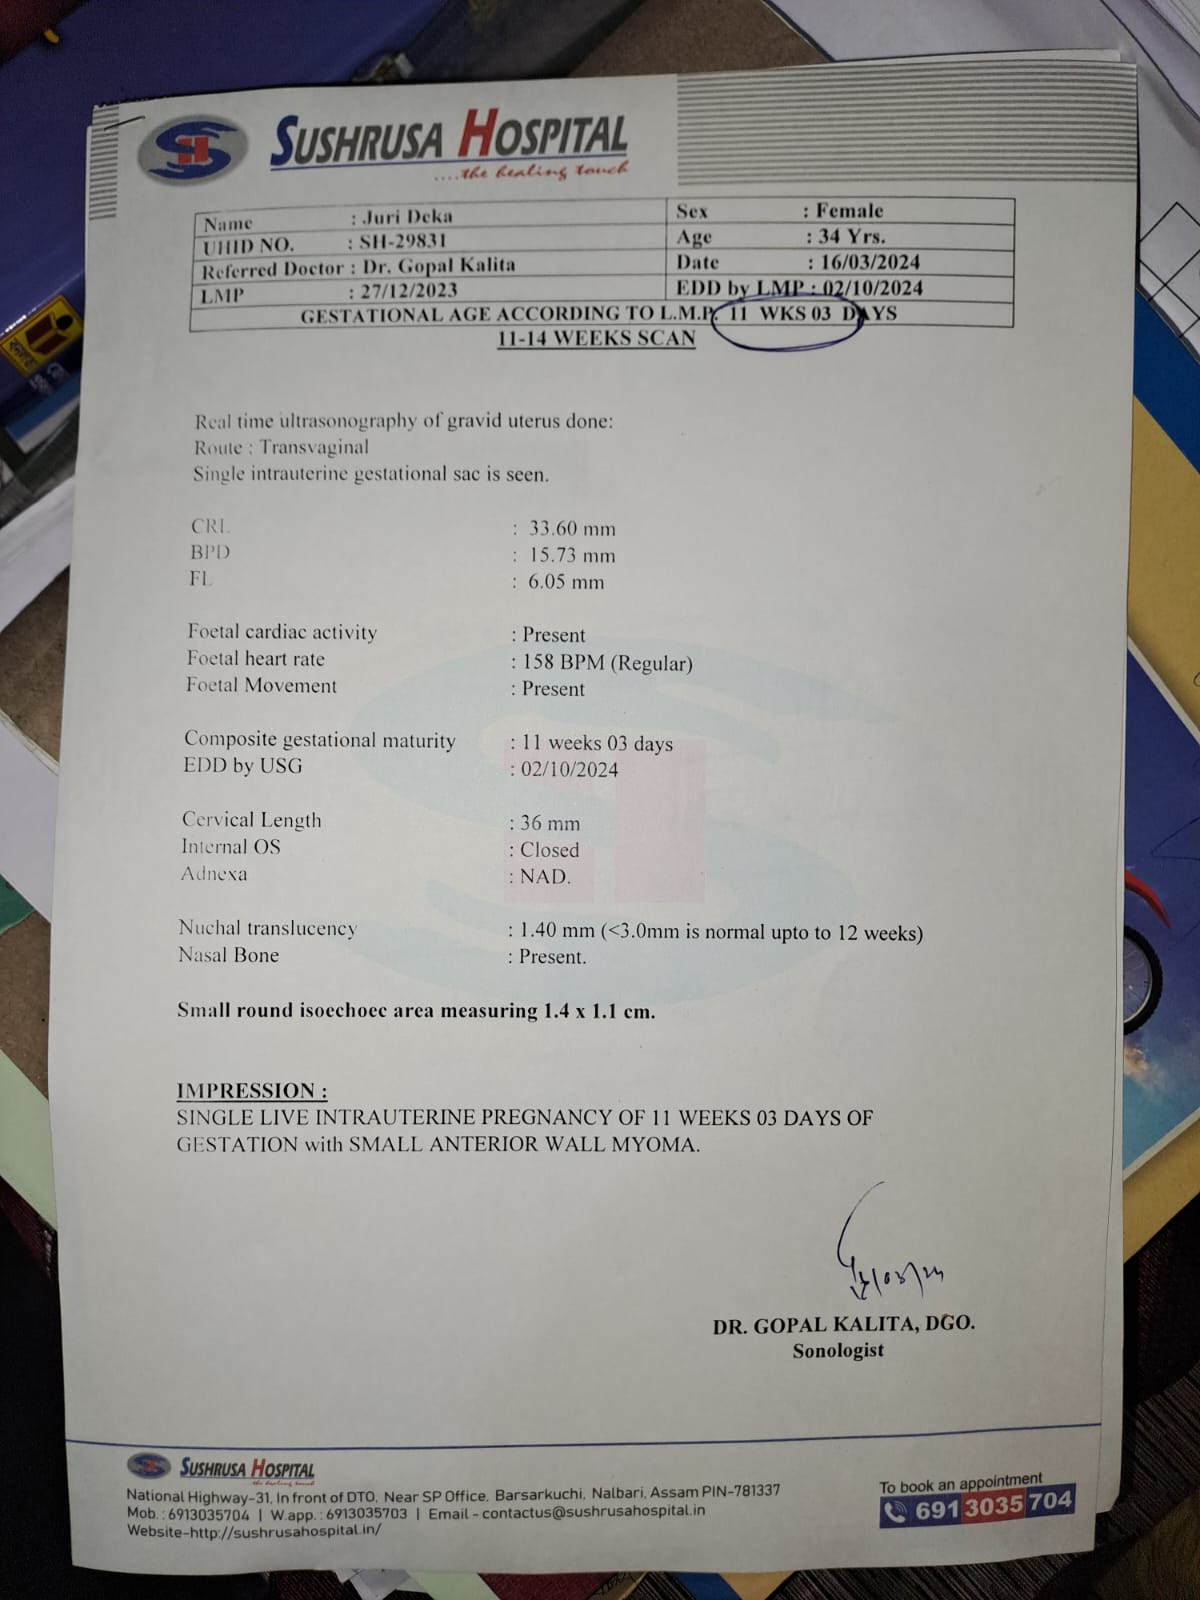 SUSHRUSA HOSPITAL
....the healing touch
Name : Juri Deka
Sex : Female
UHID NO. : SH-29831
Age : 34 Yrs.
Referred Doctor : Dr. Gopal Kalita
Date : 16/03/2024
LMP : 27/12/2023
EDD by LMP : 02/10/2024
GESTATIONAL AGE ACCORDING TO L.M.P. 11 WKS 03 DAYS
11-14 WEEKS SCAN
Real time ultrasonography of gravid uterus done:
Route : Transvaginal
Single intrauterine gestational sac is seen.
CRL : 33.60 mm
BPD : 15.73 mm
FL : 6.05 mm
Foetal cardiac activity : Present
Foetal heart rate : 158 BPM (Regular)
Foetal Movement : Present
Composite gestational maturity : 11 weeks 03 days
EDD by USG : 02/10/2024
Cervical Length : 36 mm
Internal OS : Closed
Adnexa : NAD.
Nuchal translucency : 1.40 mm (<3.0mm is normal upto to 12 weeks)
Nasal Bone : Present.
Small round isoechoec area measuring 1.4 x 1.1 cm.
IMPRESSION :
SINGLE LIVE INTRAUTERINE PREGNANCY OF 11 WEEKS 03 DAYS OF
GESTATION with SMALL ANTERIOR WALL MYOMA.
DR. GOPAL KALITA, DGO.
Sonologist
SUSHRUSA HOSPITAL
the healing touch
National Highway-31, In front of DTO, Near SP Office, Barsarkuchi, Nalbari, Assam PIN-781337
Mob. : 6913035704 | W.app. : 6913035703 | Email - contactus@sushrusahospital.in
Website-http://sushrusahospital.in/
To book an appointment
6913035704